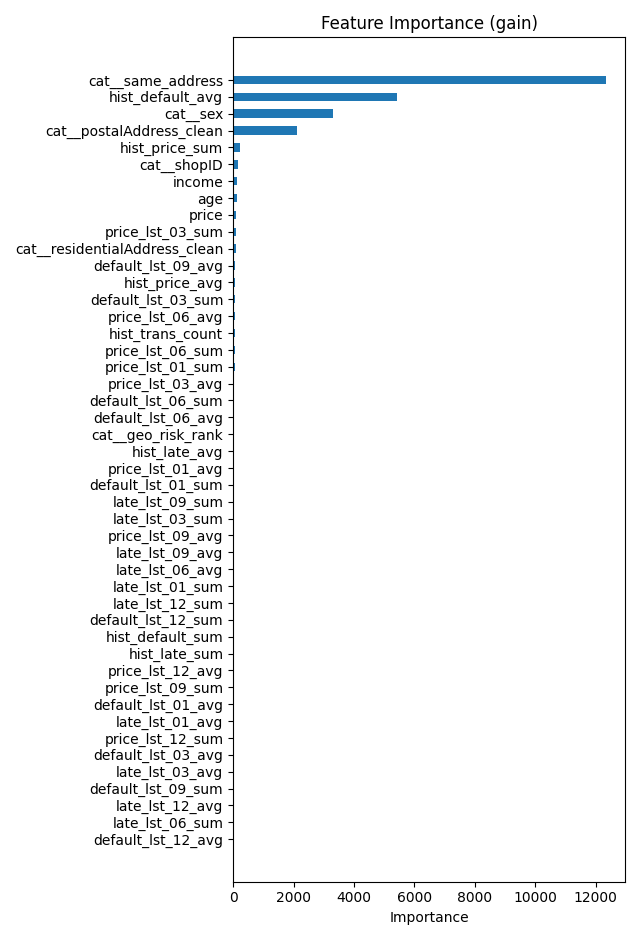 Feature Importance (gain)
cat__same_address
hist_default_avg
cat__sex
cat__postalAddress_clean
hist_price_sum
cat__shopID
income
age
price
price_lst_03_sum
cat__residentialAddress_clean
default_lst_09_avg
hist_price_avg
default_lst_03_sum
price_lst_06_avg
hist_trans_count
price_lst_06_sum
price_lst_01_sum
price_lst_03_avg
default_lst_06_sum
default_lst_06_avg
cat__geo_risk_rank
hist_late_avg
price_lst_01_avg
default_lst_01_sum
late_lst_09_sum
late_lst_03_sum
price_lst_09_avg
late_lst_09_avg
late_lst_06_avg
late_lst_01_sum
late_lst_12_sum
default_lst_12_sum
hist_default_sum
hist_late_sum
price_lst_12_avg
price_lst_09_sum
default_lst_01_avg
late_lst_01_avg
price_lst_12_sum
default_lst_03_avg
late_lst_03_avg
default_lst_09_sum
late_lst_12_avg
late_lst_06_sum
default_lst_12_avg
0 2000 4000 6000 8000 10000 12000
Importance